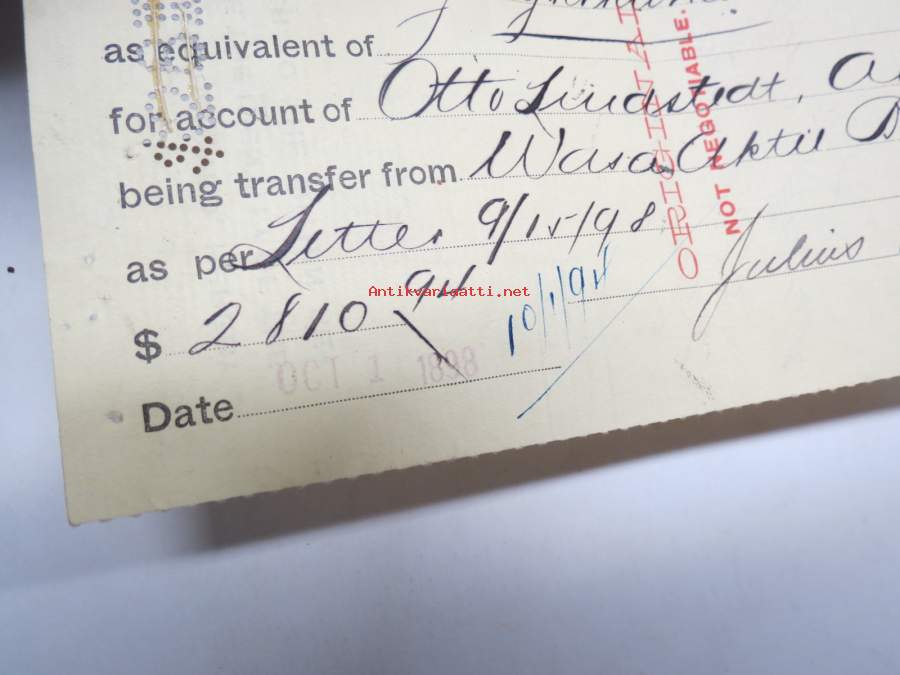 as equivalent of
for account of Otto Lindstedt,
being transfer from Wasa Aktie
as per Letter 9/15/98
$ 2810 94
10/1/98
Julius
Date OCT 1 1898
ORIGINAL
NOT NEGOTIABLE.
Antikvariaatti.net